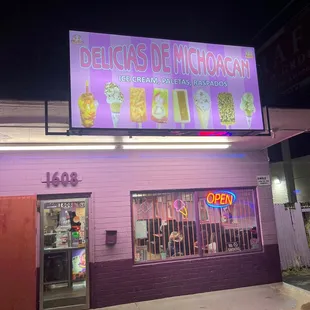 DELICIAS DE MICHOACAN
ICE CREAM, PALETAS, RASPADOS
1608
OPEN